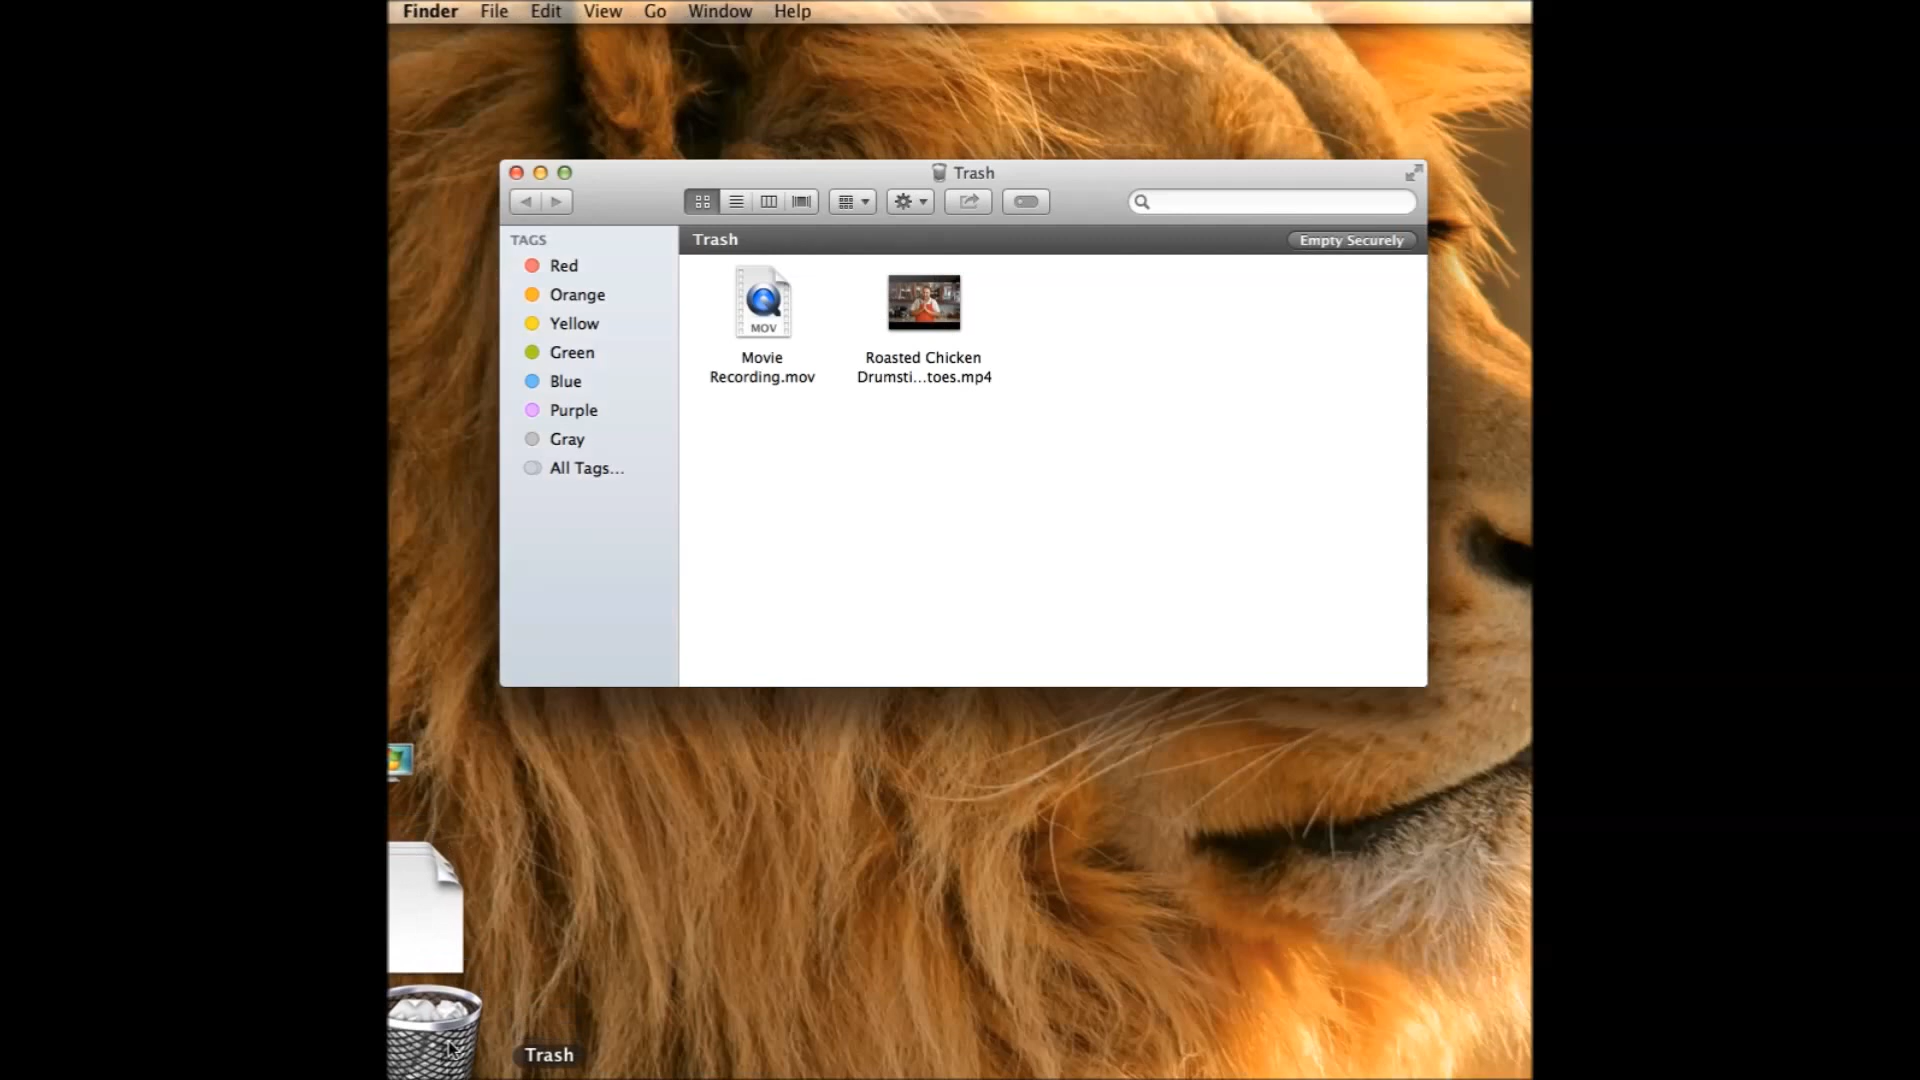 Finder File Edit View Go Window Help
Trash
TAGS
Red
Orange
Yellow
Green
Blue
Purple
Gray
All Tags...
Trash
Empty Securely
MOV
Movie
Recording.mov
Roasted Chicken
Drumsti...toes.mp4
Trash